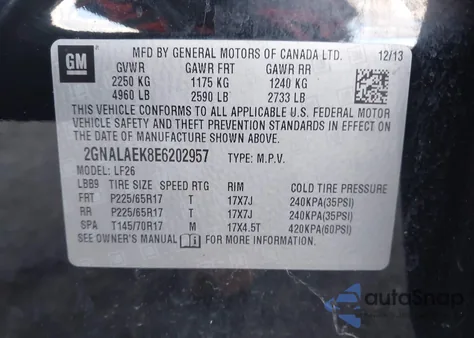 GM
MFD BY GENERAL MOTORS OF CANADA LTD. 12/13
GVWR GAWR FRT GAWR RR
2250 KG 1175 KG 1240 KG
4960 LB 2590 LB 2733 LB
THIS VEHICLE CONFORMS TO ALL APPLICABLE U.S. FEDERAL MOTOR
VEHICLE SAFETY AND THEFT PREVENTION STANDARDS IN EFFECT ON THE
DATE OF MANUFACTURE SHOWN ABOVE.
2GNALAEK8E6202957 TYPE: M.P.V.
MODEL: LF26
LBB9 TIRE SIZE SPEED RTG RIM COLD TIRE PRESSURE
FRT P225/65R17 T 17X7J 240KPA(35PSI)
RR P225/65R17 T 17X7J 240KPA(35PSI)
SPA T145/70R17 M 17X4.5T 420KPA(60PSI)
SEE OWNER'S MANUAL FOR MORE INFORMATION.
autoSnap